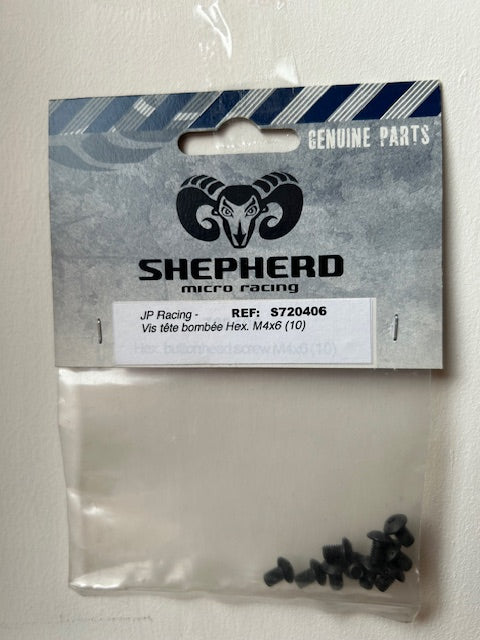 GENUINE PARTS
SHEPHERD
micro racing
JP Racing - REF: S720406
Vis tête bombée Hex. M4x6 (10)
Hex. buttonhead screw M4x6 (10)